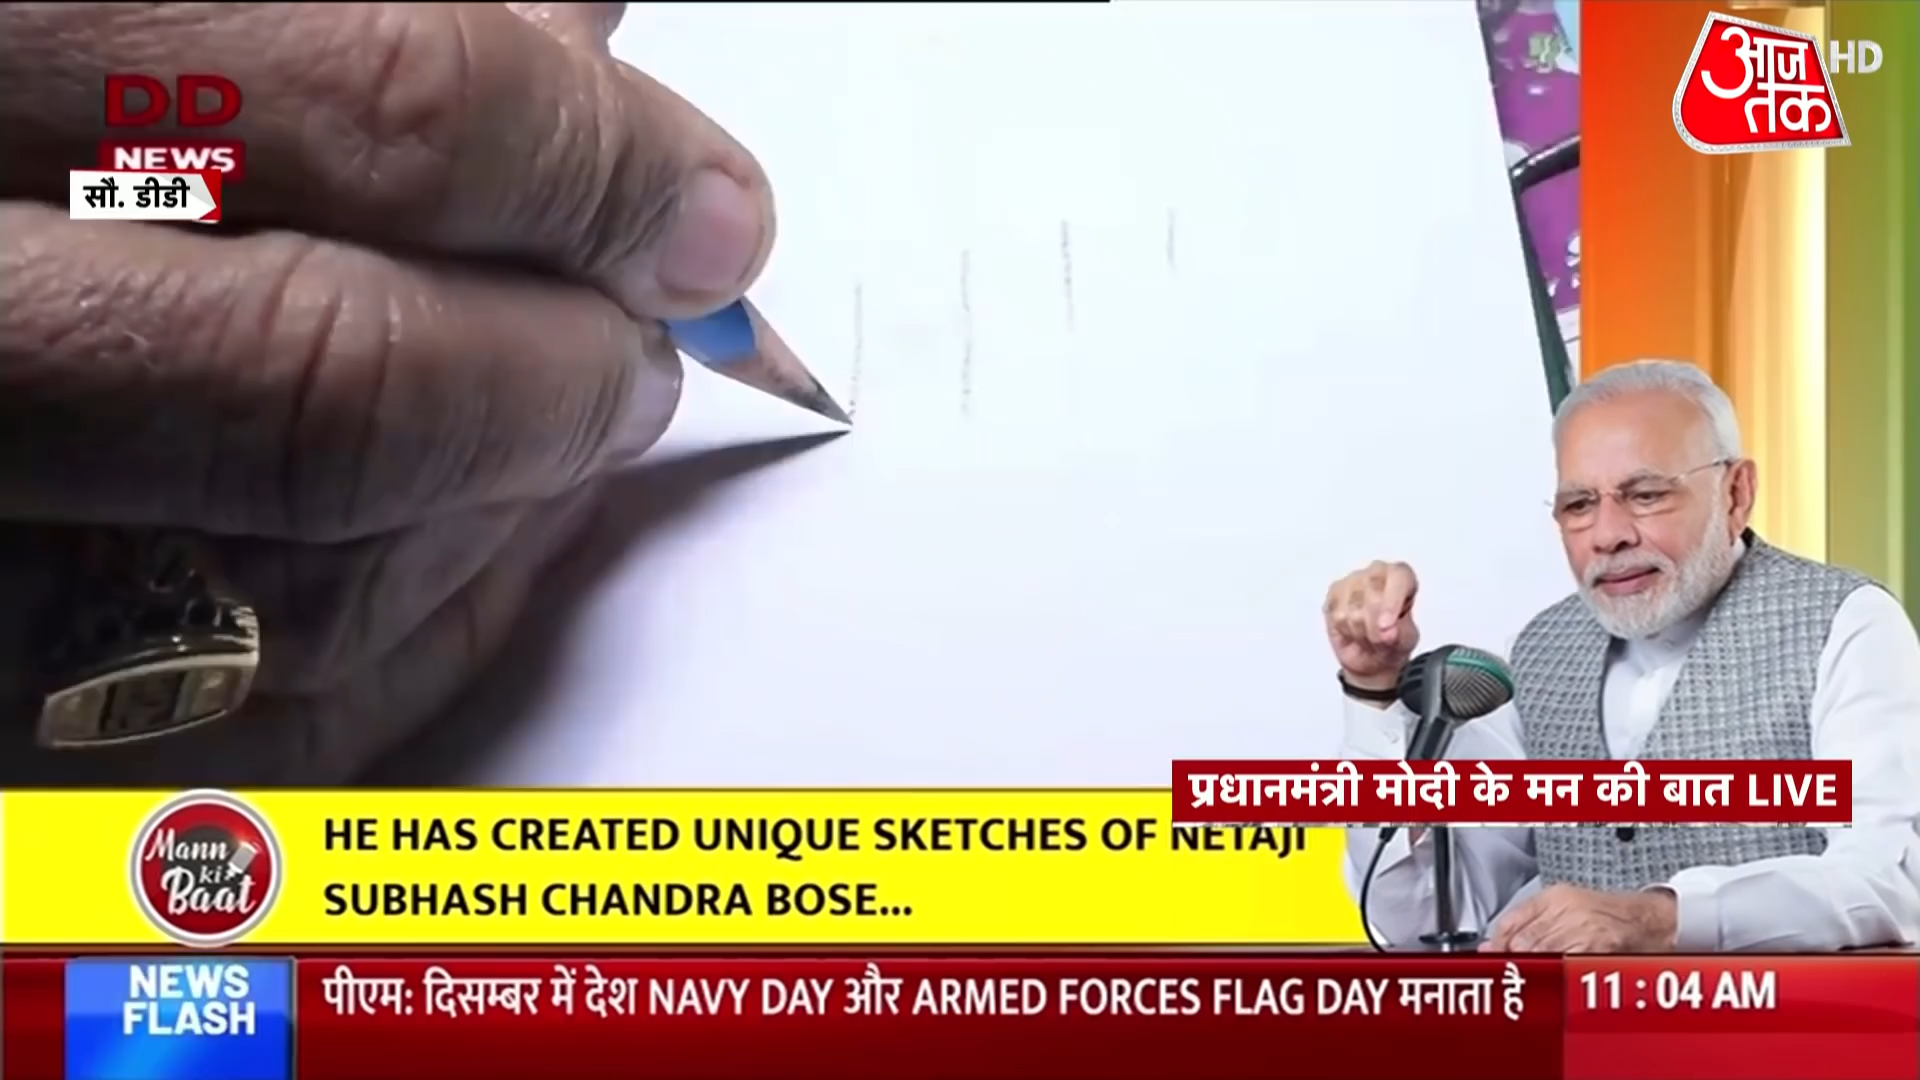 आज तक HD
DD
NEWS
सौ. डीडी
प्रधानमंत्री मोदी के मन की बात LIVE
Mann
ki
Baat
HE HAS CREATED UNIQUE SKETCHES OF NETAJI
SUBHASH CHANDRA BOSE...
NEWS
FLASH
पीएम: दिसम्बर में देश NAVY DAY और ARMED FORCES FLAG DAY मनाता है
11 : 04 AM